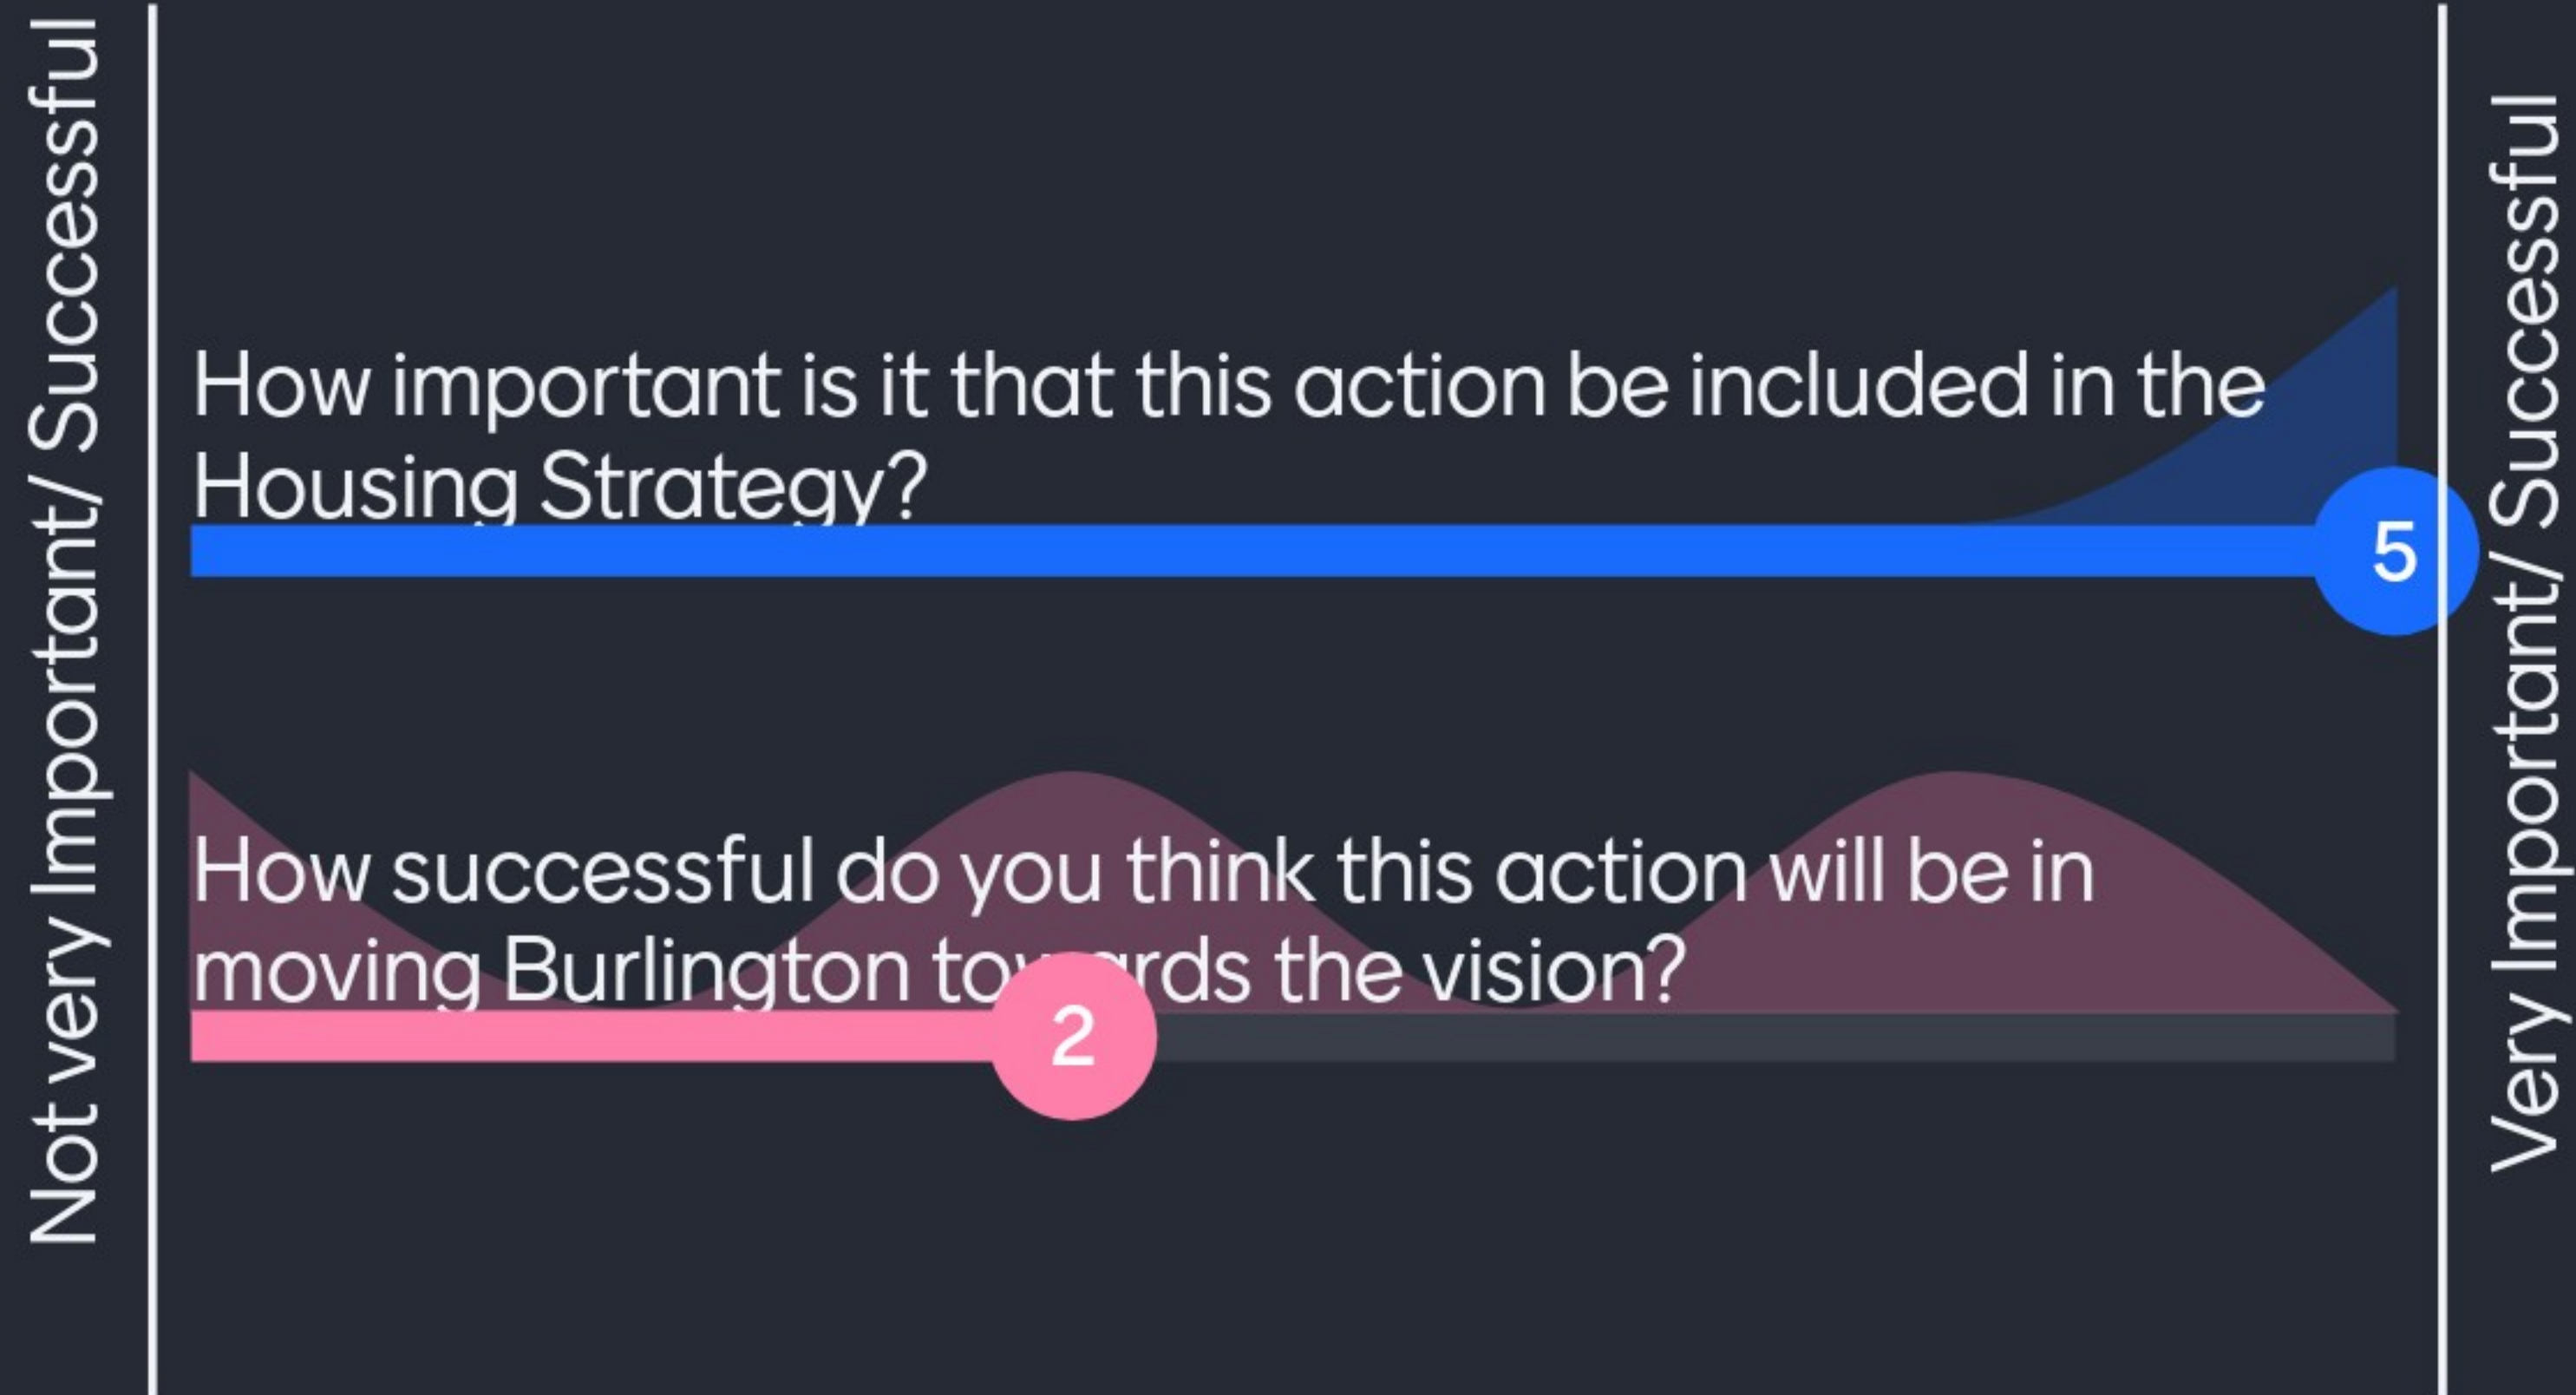 Not very Important/ Successful
How important is it that this action be included in the
Housing Strategy?
5
How successful do you think this action will be in
moving Burlington towards the vision?
2
Very Important/ Successful